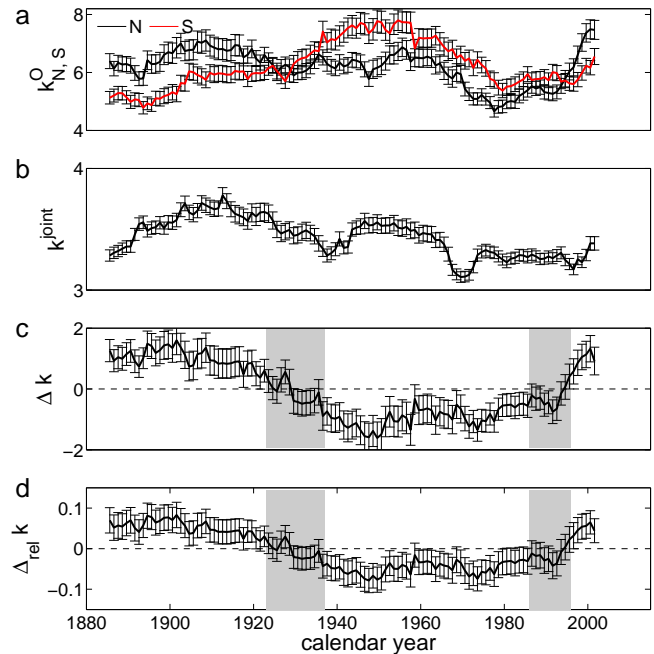 a
N S
8
6
4
k^O_{N, S}
b
4
3
k^{joint}
c
2
0
−2
Δ k
d
0.1
0
−0.1
Δ_{rel} k
1880 1900 1920 1940 1960 1980 2000
calendar year